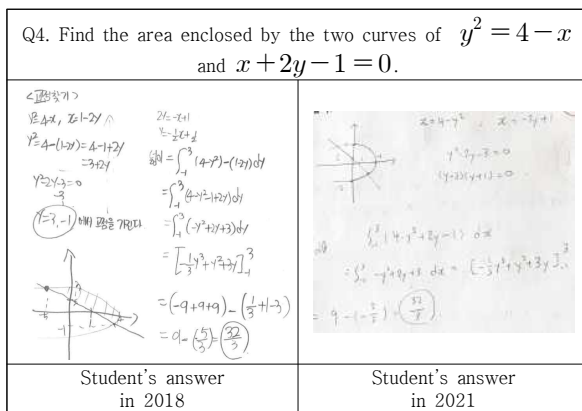 Q4. Find the area enclosed by the two curves of y² = 4 − x
and x + 2y − 1 = 0.
<교점찾기>
y²=4-x, x=1-2y
y²=4-(1-2y)=4-1+2y
=3+2y
y²-2y-3=0
-3
y=3, -1 에서 교점을 가진다
2y=-x+1
y=-½x+½
=∫₋₁³ (4-y²)-(1-2y)dy
=∫₋₁³ (4-y²-1+2y)dy
=∫₋₁³ (-y²+2y+3)dy
=[-⅓y³+y²+3y]₋₁³
=(-9+9+9)-(⅓+1-3)
=9-(-5/3)=32/3
x=4-y², x=-2y+1
y²-2y-3=0
(y-3)(y+1)=0
∫₋₁³ (4-y²+2y-1) dx
=∫₋₁³ -y²+2y+3 dx = [-⅓y³+y²+3y]₋₁³
= 9-(-5/3)=32/3
Student's answer
in 2018
Student's answer
in 2021